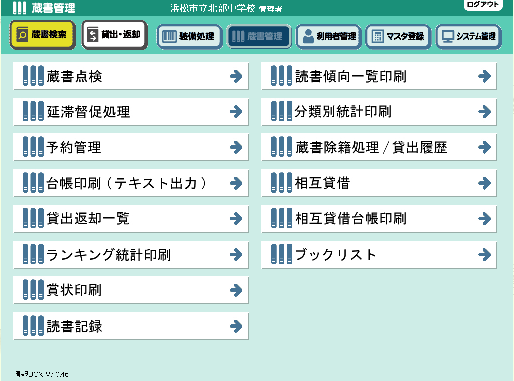 蔵書管理
浜松市立北部中学校 管理者
ログアウト
蔵書検索
貸出・返却
装備処理
蔵書管理
利用者管理
マスタ登録
システム管理
蔵書点検
延滞督促処理
予約管理
台帳印刷(テキスト出力)
貸出返却一覧
ランキング統計印刷
賞状印刷
読書記録
読書傾向一覧印刷
分類別統計印刷
蔵書除籍処理/貸出履歴
相互貸借
相互貸借台帳印刷
ブックリスト